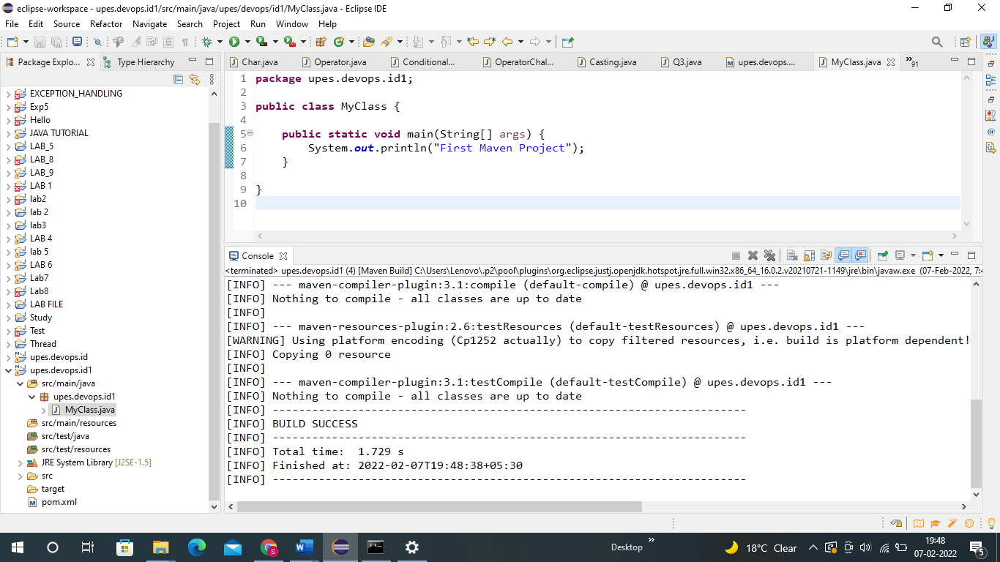 eclipse-workspace - upes.devops.id1/src/main/java/upes/devops/id1/MyClass.java - Eclipse IDE
File Edit Source Refactor Navigate Search Project Run Window Help
Package Explo... Type Hierarchy
EXCEPTION_HANDLING
Exp5
Hello
JAVA TUTORIAL
LAB_5
LAB_8
LAB_9
LAB 1
lab2
lab 2
lab3
LAB 4
lab 5
LAB 6
Lab7
Lab8
LAB FILE
Study
Test
Thread
upes.devops.id
upes.devops.id1
src/main/java
upes.devops.id1
MyClass.java
src/main/resources
src/test/java
src/test/resources
JRE System Library [J2SE-1.5]
src
target
pom.xml
Char.java Operator.java Conditional... OperatorChal... Casting.java Q3.java upes.devops.... MyClass.java 91
1 package upes.devops.id1;
2
3 public class MyClass {
4
5 public static void main(String[] args) {
6 System.out.println("First Maven Project");
7 }
8
9 }
10
Console
<terminated> upes.devops.id1 (4) [Maven Build] C:\Users\Lenovo\.p2\pool\plugins\org.eclipse.justj.openjdk.hotspot.jre.full.win32.x86_64_16.0.2.v20210721-1149\jre\bin\javaw.exe (07-Feb-2022, 7:4
[INFO] --- maven-compiler-plugin:3.1:compile (default-compile) @ upes.devops.id1 ---
[INFO] Nothing to compile - all classes are up to date
[INFO]
[INFO] --- maven-resources-plugin:2.6:testResources (default-testResources) @ upes.devops.id1 ---
[WARNING] Using platform encoding (Cp1252 actually) to copy filtered resources, i.e. build is platform dependent!
[INFO] Copying 0 resource
[INFO]
[INFO] --- maven-compiler-plugin:3.1:testCompile (default-testCompile) @ upes.devops.id1 ---
[INFO] Nothing to compile - all classes are up to date
[INFO] ------------------------------------------------------------------------
[INFO] BUILD SUCCESS
[INFO] ------------------------------------------------------------------------
[INFO] Total time:  1.729 s
[INFO] Finished at: 2022-02-07T19:48:38+05:30
[INFO] ------------------------------------------------------------------------
Desktop
18°C Clear
19:48
07-02-2022
5